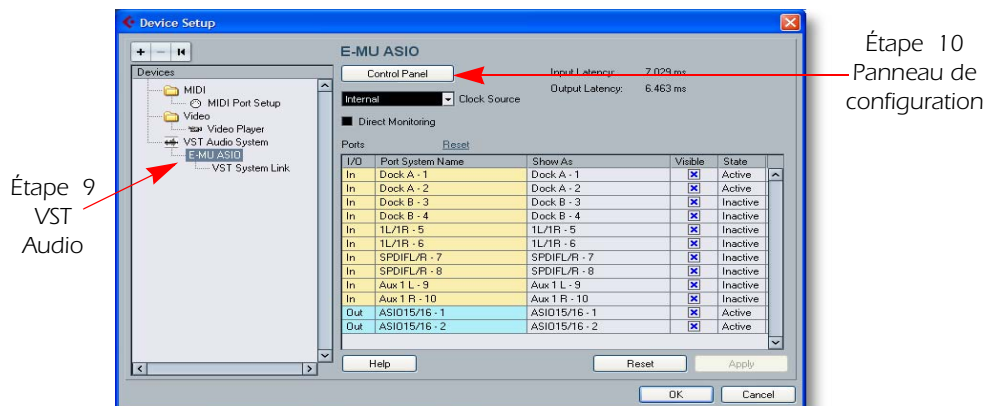 Device Setup
E-MU ASIO
Devices
MIDI
MIDI Port Setup
Video
Video Player
VST Audio System
E-MU ASIO
VST System Link
Control Panel
Input Latency: 7.029 ms
Output Latency: 6.463 ms
Internal Clock Source
Direct Monitoring
Ports Reset
I/O Port System Name Show As Visible State
In Dock A - 1 Dock A - 1 Active
In Dock A - 2 Dock A - 2 Active
In Dock B - 3 Dock B - 3 Inactive
In Dock B - 4 Dock B - 4 Inactive
In 1L/1R - 5 1L/1R - 5 Inactive
In 1L/1R - 6 1L/1R - 6 Inactive
In SPDIFL/R - 7 SPDIFL/R - 7 Inactive
In SPDIFL/R - 8 SPDIFL/R - 8 Inactive
In Aux 1 L - 9 Aux 1 L - 9 Inactive
In Aux 1 R - 10 Aux 1 R - 10 Inactive
Out ASIO15/16 - 1 ASIO15/16 - 1 Active
Out ASIO15/16 - 2 ASIO15/16 - 2 Active
Help Reset Apply
OK Cancel
Étape 9
VST
Audio
Étape 10
Panneau de
configuration